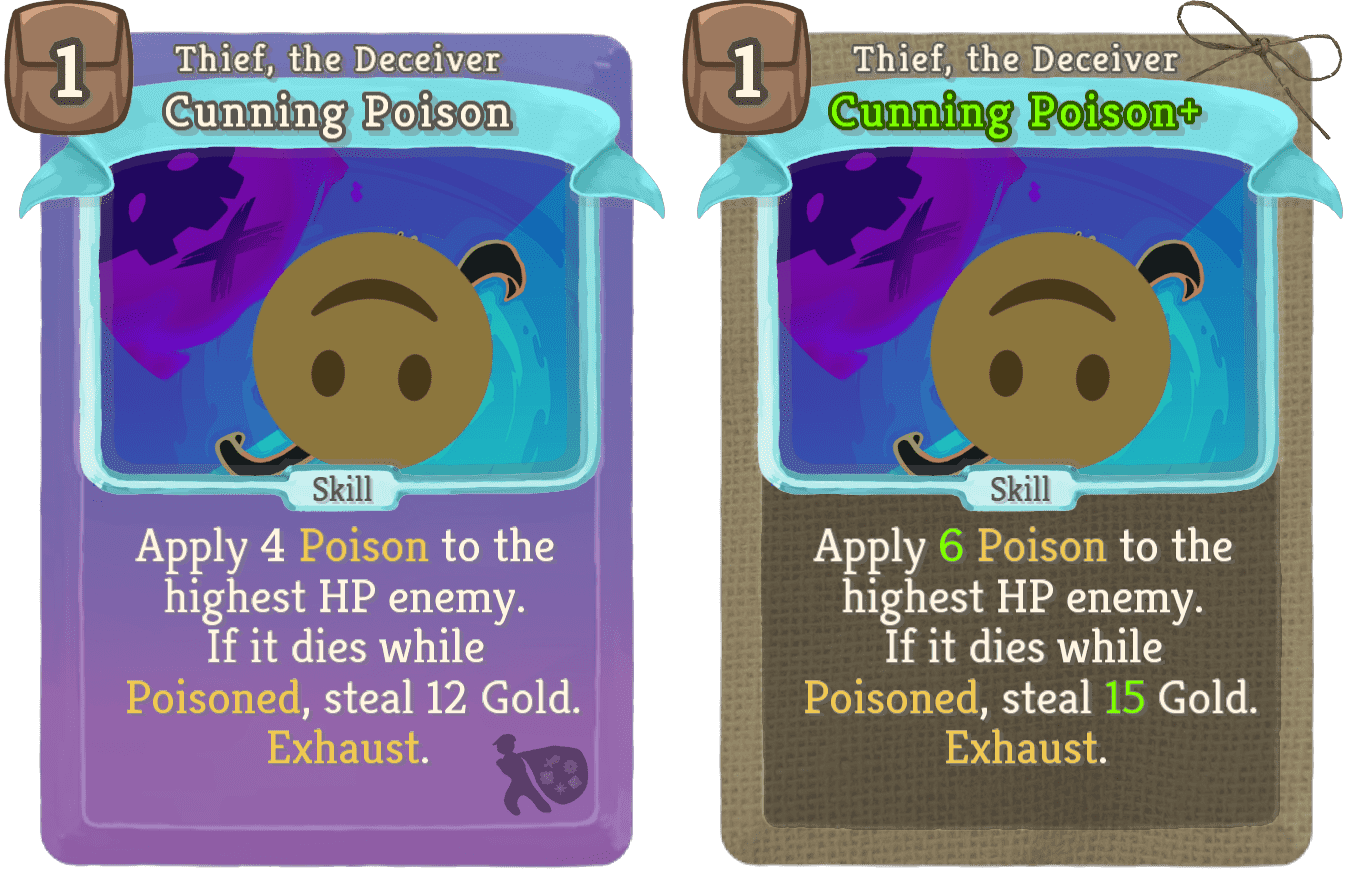 1
Thief, the Deceiver
Cunning Poison
Skill
Apply 4 Poison to the
highest HP enemy.
If it dies while
Poisoned, steal 12 Gold.
Exhaust.
1
Thief, the Deceiver
Cunning Poison+
Skill
Apply 6 Poison to the
highest HP enemy.
If it dies while
Poisoned, steal 15 Gold.
Exhaust.